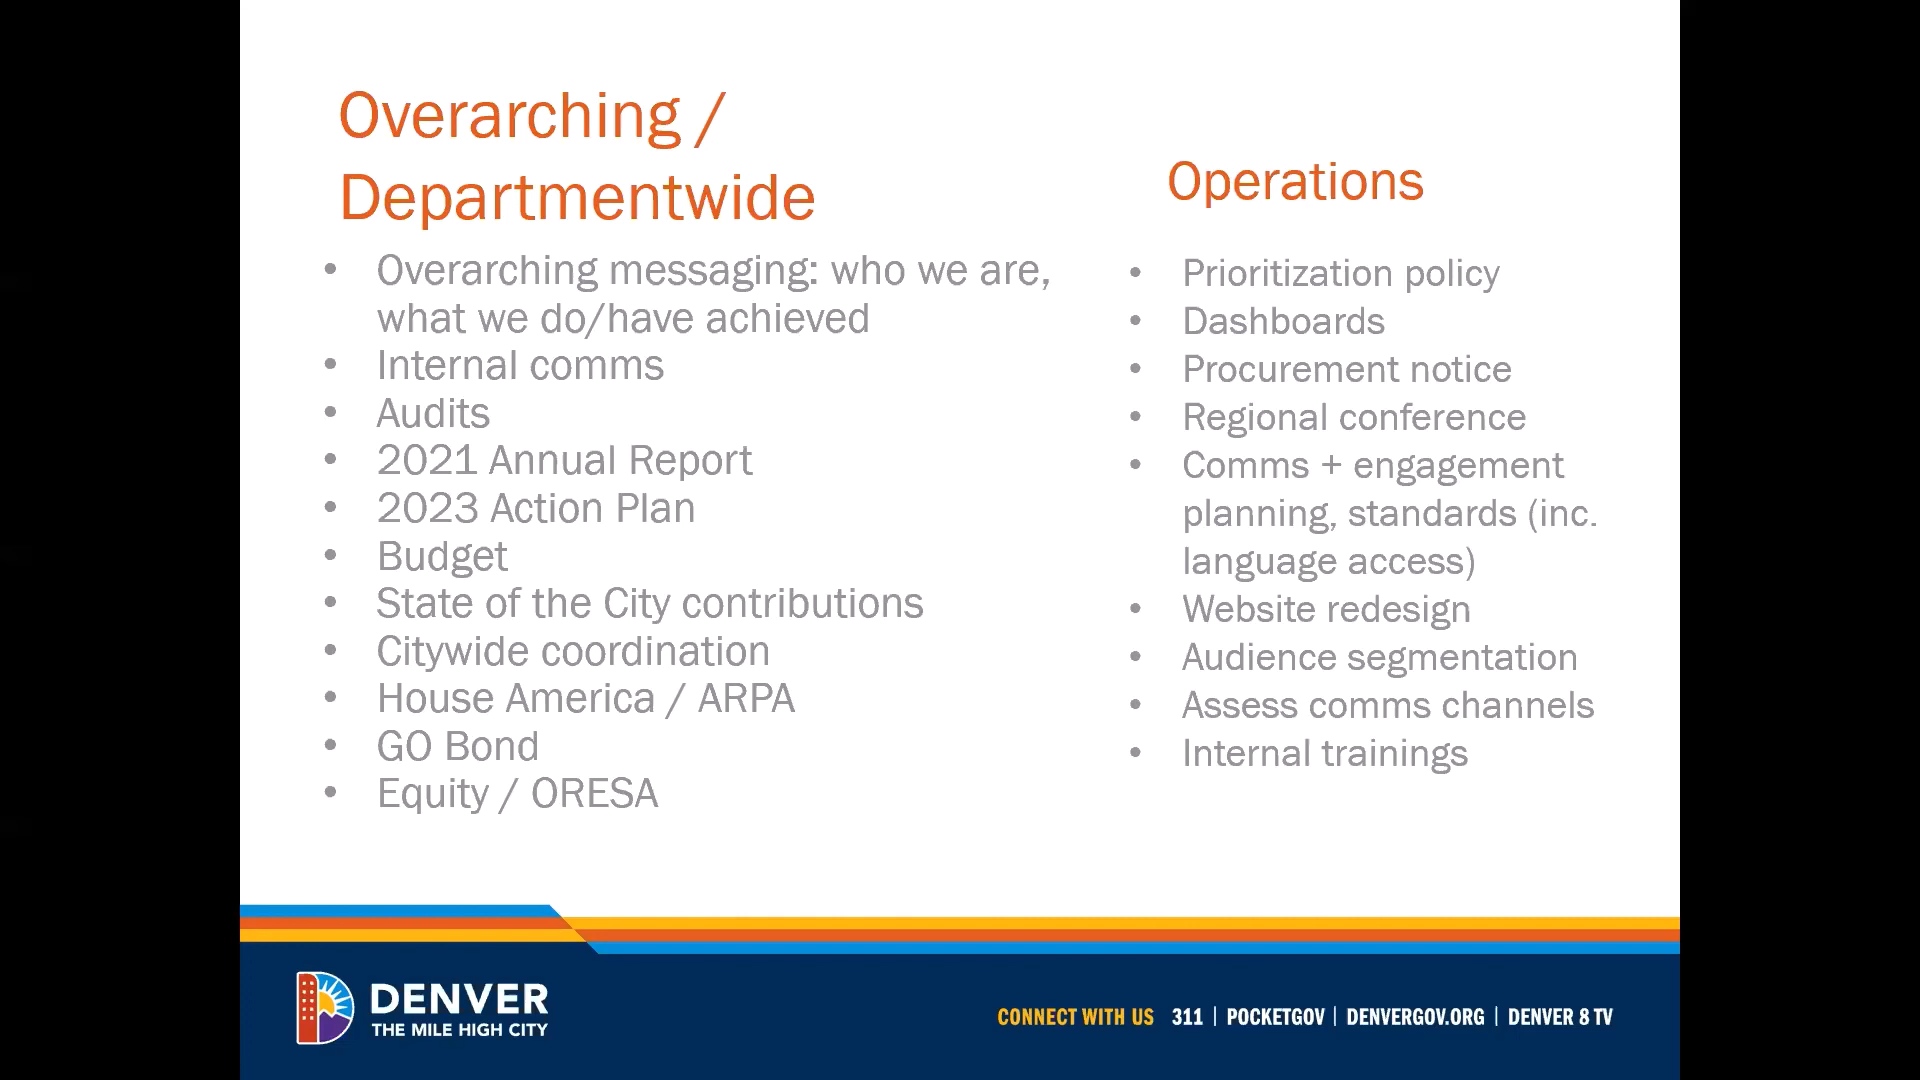 Overarching /
Departmentwide
• Overarching messaging: who we are,
what we do/have achieved
• Internal comms
• Audits
• 2021 Annual Report
• 2023 Action Plan
• Budget
• State of the City contributions
• Citywide coordination
• House America / ARPA
• GO Bond
• Equity / ORESA
Operations
• Prioritization policy
• Dashboards
• Procurement notice
• Regional conference
• Comms + engagement
planning, standards (inc.
language access)
• Website redesign
• Audience segmentation
• Assess comms channels
• Internal trainings
DENVER
THE MILE HIGH CITY
CONNECT WITH US 311 | POCKETGOV | DENVERGOV.ORG | DENVER 8 TV